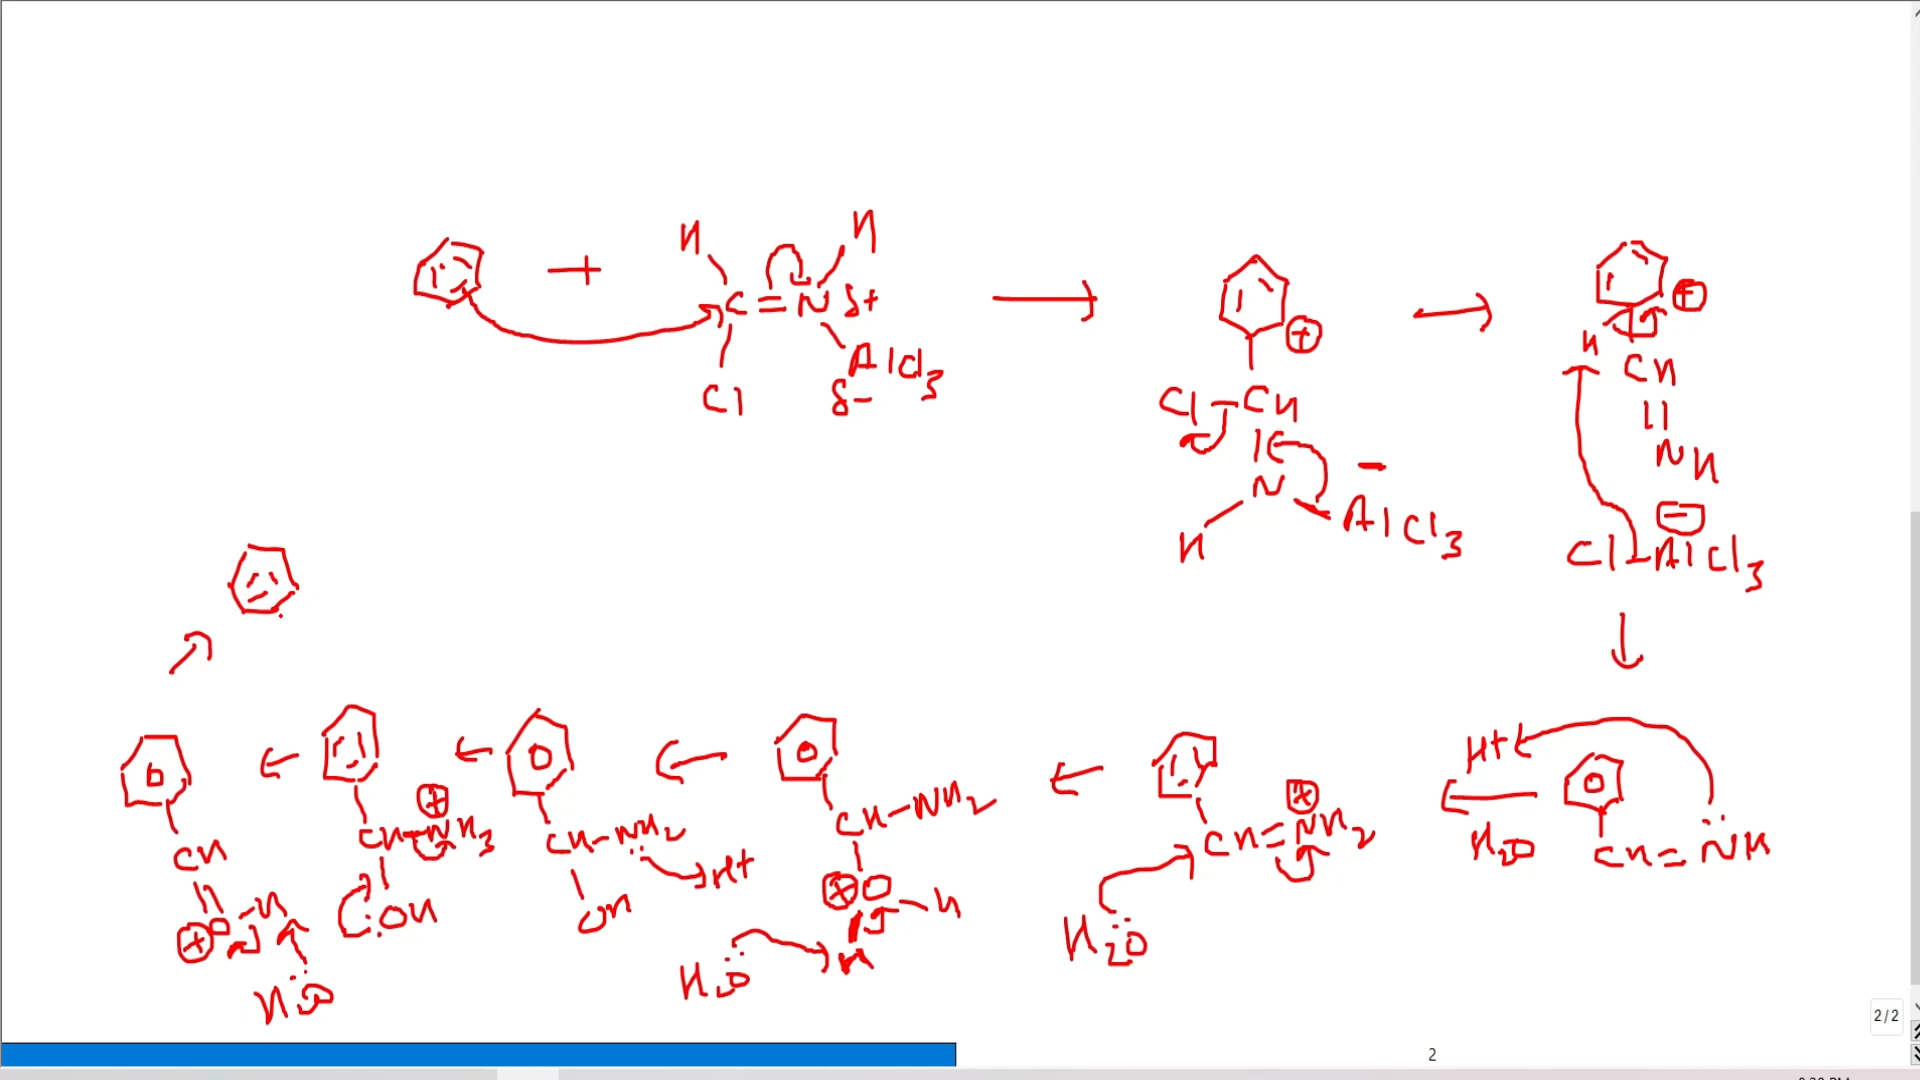 H H
+ C = N δ+
AlCl3
Cl δ-
⊕
Cl-CH
N
-
H AlCl3
⊕
H
CH
||
NH
⊖
Cl-AlCl3
H+
H2O
CH=NH
⊕
CH=NH2
H2O
CH-NH2
⊕O-H
H
H2O
CH-NH2
H+
OH
⊕
CH-NH3
:OH
CH
||
⊕O-H
H2O
2/2
2